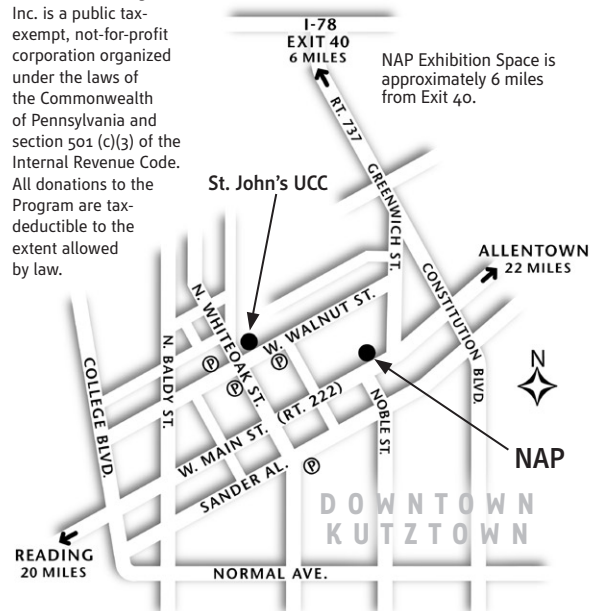 Inc. is a public tax-
exempt, not-for-profit
corporation organized
under the laws of
the Commonwealth
of Pennsylvania and
section 501 (c)(3) of the
Internal Revenue Code.
All donations to the
Program are tax-
deductible to the
extent allowed
by law.
I-78
EXIT 40
6 MILES
NAP Exhibition Space is
approximately 6 miles
from Exit 40.
RT. 737
GREENWICH ST.
St. John's UCC
ALLENTOWN
22 MILES
CONSTITUTION BLVD.
N. WHITEOAK ST.
W. WALNUT ST.
N. BALDY ST.
COLLEGE BLVD.
P
P
P
W. MAIN ST. (RT. 222)
NOBLE ST.
N
NAP
SANDER AL.
P
DOWNTOWN
KUTZTOWN
READING
20 MILES
NORMAL AVE.